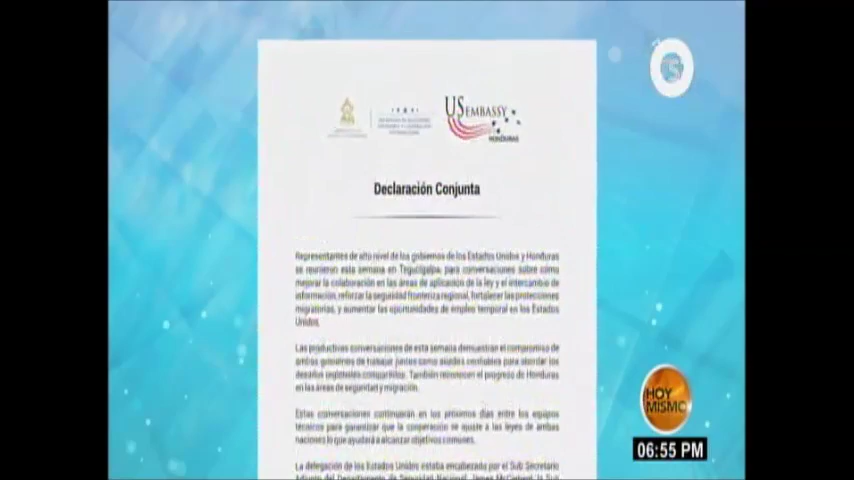 US EMBASSY
HONDURAS
Declaración Conjunta
Representantes de alto nivel de los gobiernos de los Estados Unidos y Honduras
se reunieron esta semana en Tegucigalpa, para conversaciones sobre cómo
mejorar la colaboración en las áreas de aplicación de la ley y el intercambio de
información, reforzar la seguridad fronteriza regional, fortalecer las protecciones
migratorias, y aumentar las oportunidades de empleo temporal en los Estados
Unidos.
Las productivas conversaciones de esta semana demuestran el compromiso de
ambos gobiernos de trabajar juntos como aliados confiables para abordar los
desafíos regionales compartidos. También reconocen el progreso de Honduras
en las áreas de seguridad y migración.
Estas conversaciones continuarán en los próximos días entre los equipos
técnicos para garantizar que la cooperación se ajuste a las leyes de ambas
naciones lo que ayudará a alcanzar objetivos comunes.
La delegación de los Estados Unidos estaba encabezada por el Sub Secretario
HOY
MISMO
06:55 PM